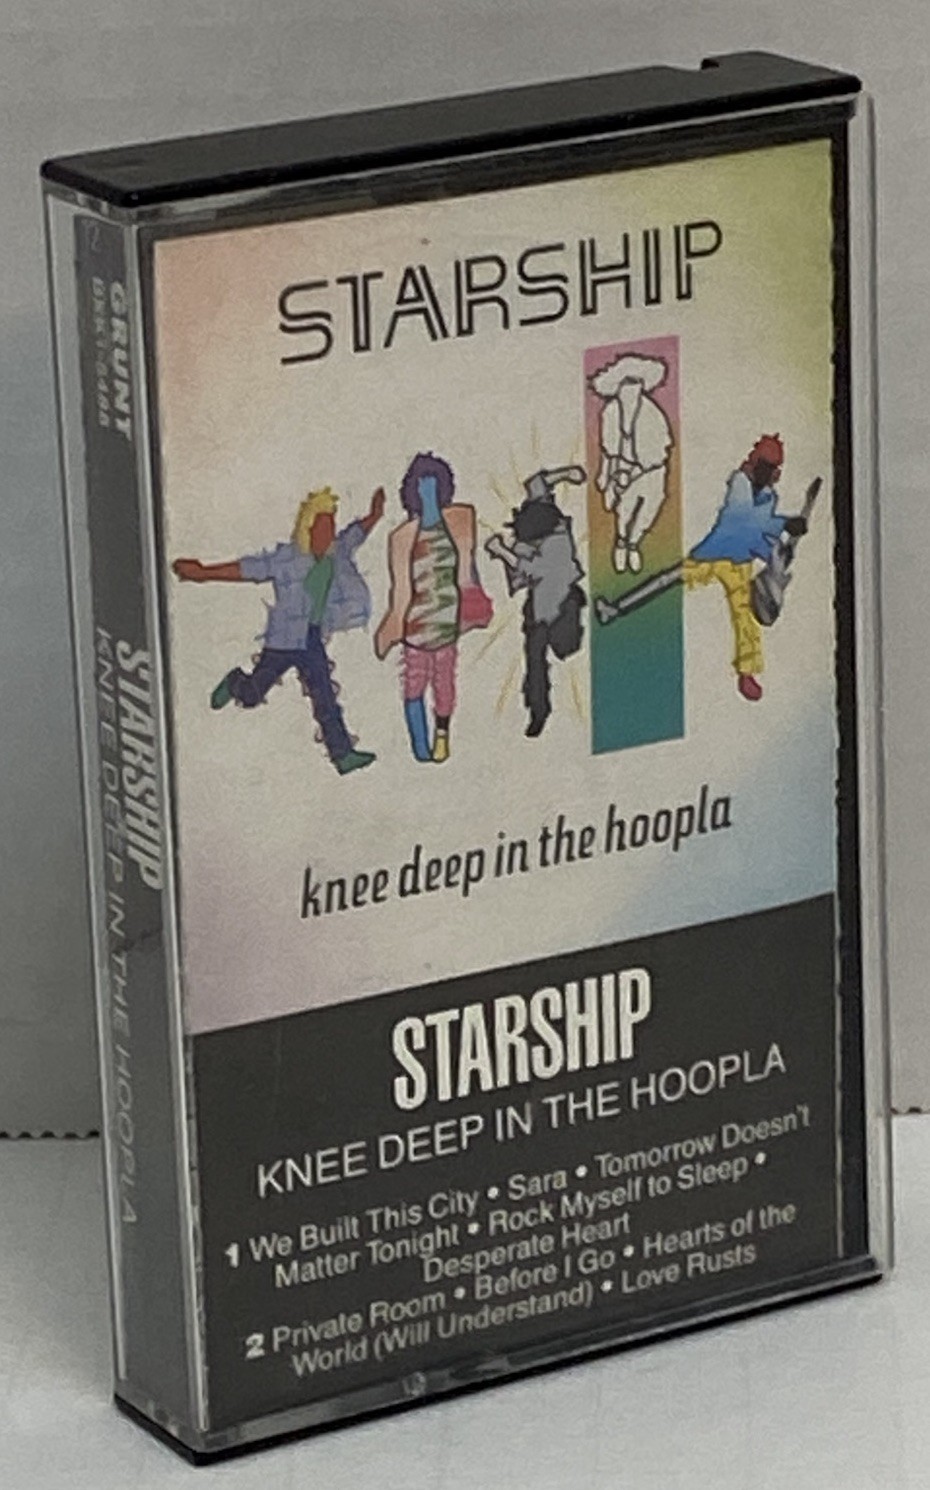 STARSHIP
knee deep in the hoopla
STARSHIP
KNEE DEEP IN THE HOOPLA
1 We Built This City • Sara • Tomorrow Doesn't
Matter Tonight • Rock Myself to Sleep •
Desperate Heart
2 Private Room • Before I Go • Hearts of the
World (Will Understand) • Love Rusts
GRUNT
STARSHIP
KNEE DEEP IN THE HOOPLA